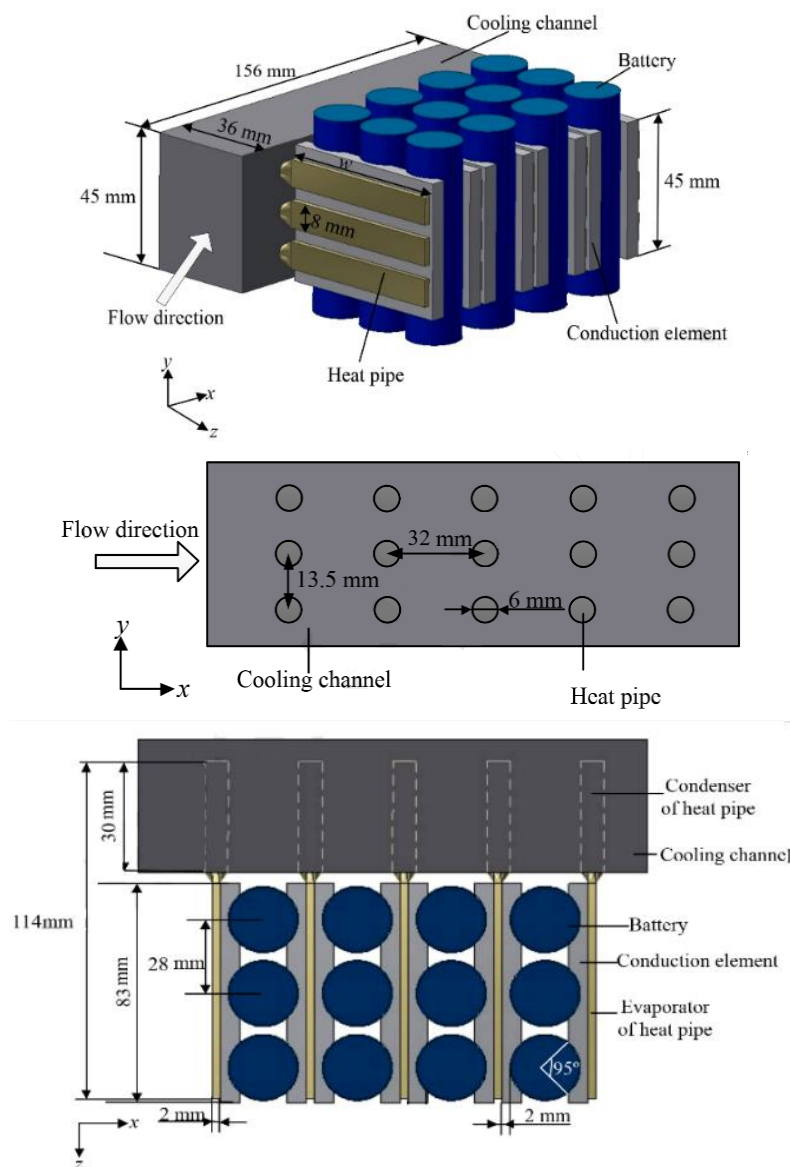 Cooling channel
Battery
156 mm
36 mm
45 mm
w
8 mm
45 mm
Flow direction
Conduction element
Heat pipe
y
x
z
Flow direction
32 mm
13.5 mm
6 mm
y
x
Cooling channel
Heat pipe
30 mm
Condenser
of heat pipe
Cooling channel
114mm
83 mm
28 mm
Battery
Conduction element
Evaporator
of heat pipe
95°
2 mm
2 mm
x
z